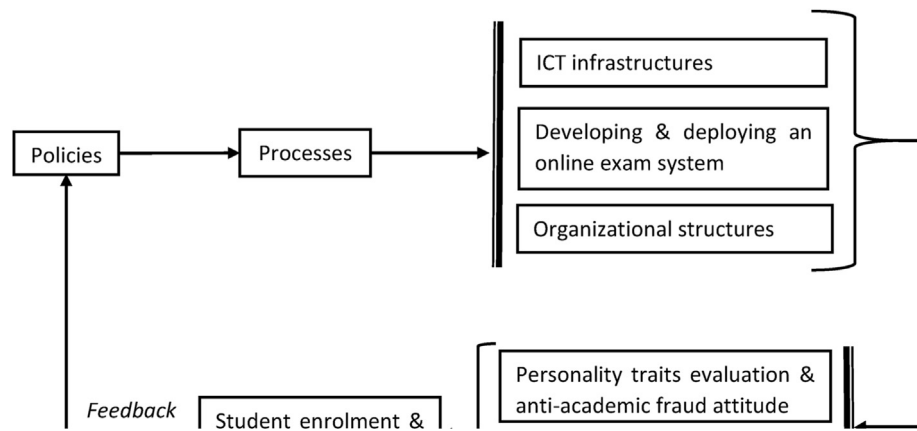 ICT infrastructures
Developing & deploying an
online exam system
Policies
Processes
Organizational structures
Personality traits evaluation &
anti-academic fraud attitude
Feedback
Student enrolment &